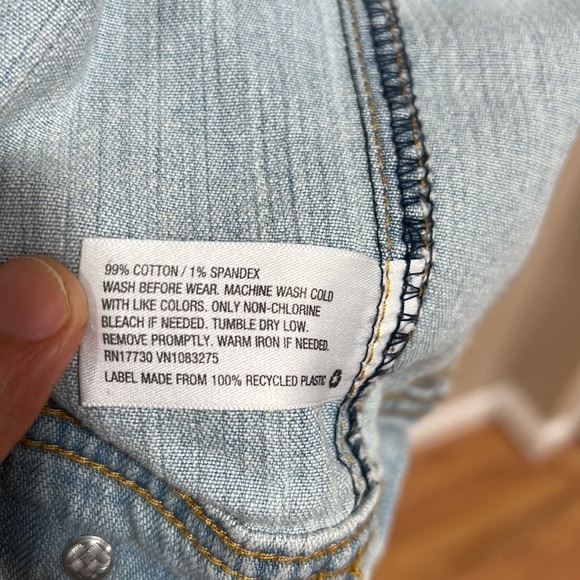 99% COTTON / 1% SPANDEX
WASH BEFORE WEAR. MACHINE WASH COLD
WITH LIKE COLORS. ONLY NON-CHLORINE
BLEACH IF NEEDED. TUMBLE DRY LOW.
REMOVE PROMPTLY. WARM IRON IF NEEDED.
RN17730 VN1083275
LABEL MADE FROM 100% RECYCLED PLASTIC